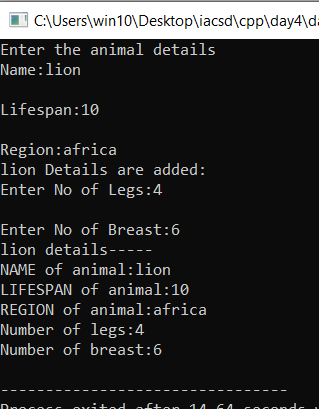 C:\Users\win10\Desktop\iacsd\cpp\day4\da
Enter the animal details
Name:lion
Lifespan:10
Region:africa
lion Details are added:
Enter No of Legs:4
Enter No of Breast:6
lion details-----
NAME of animal:lion
LIFESPAN of animal:10
REGION of animal:africa
Number of legs:4
Number of breast:6
--------------------------------
Process exited after 14.64 seconds